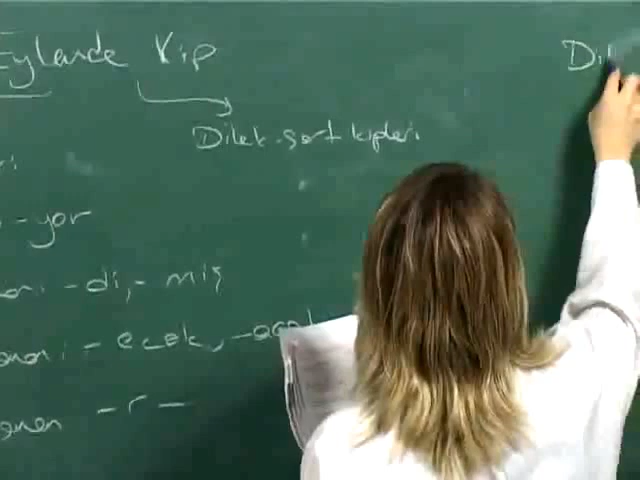 Eylemde Kip
Dil
Dilek-şart kipleri
-yor
-di, -miş
-ecek, -acak
-r-